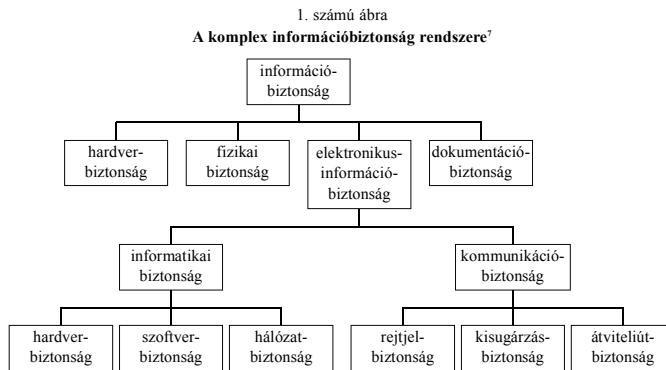 1. számú ábra
A komplex információbiztonság rendszere⁷
információ-
biztonság
hardver-
biztonság
fizikai
biztonság
elektronikus-
információ-
biztonság
dokumentáció-
biztonság
informatikai
biztonság
kommunikáció-
biztonság
hardver-
biztonság
szoftver-
biztonság
hálózat-
biztonság
rejtjel-
biztonság
kisugárzás-
biztonság
átviteliút-
biztonság